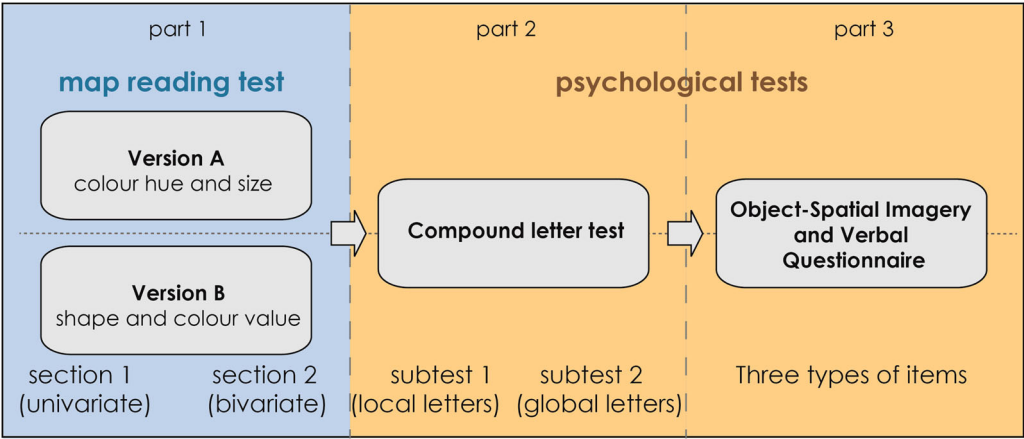 part 1
part 2
part 3
map reading test
psychological tests
Version A
colour hue and size
Version B
shape and colour value
Compound letter test
Object-Spatial Imagery
and Verbal
Questionnaire
section 1
(univariate)
section 2
(bivariate)
subtest 1
(local letters)
subtest 2
(global letters)
Three types of items